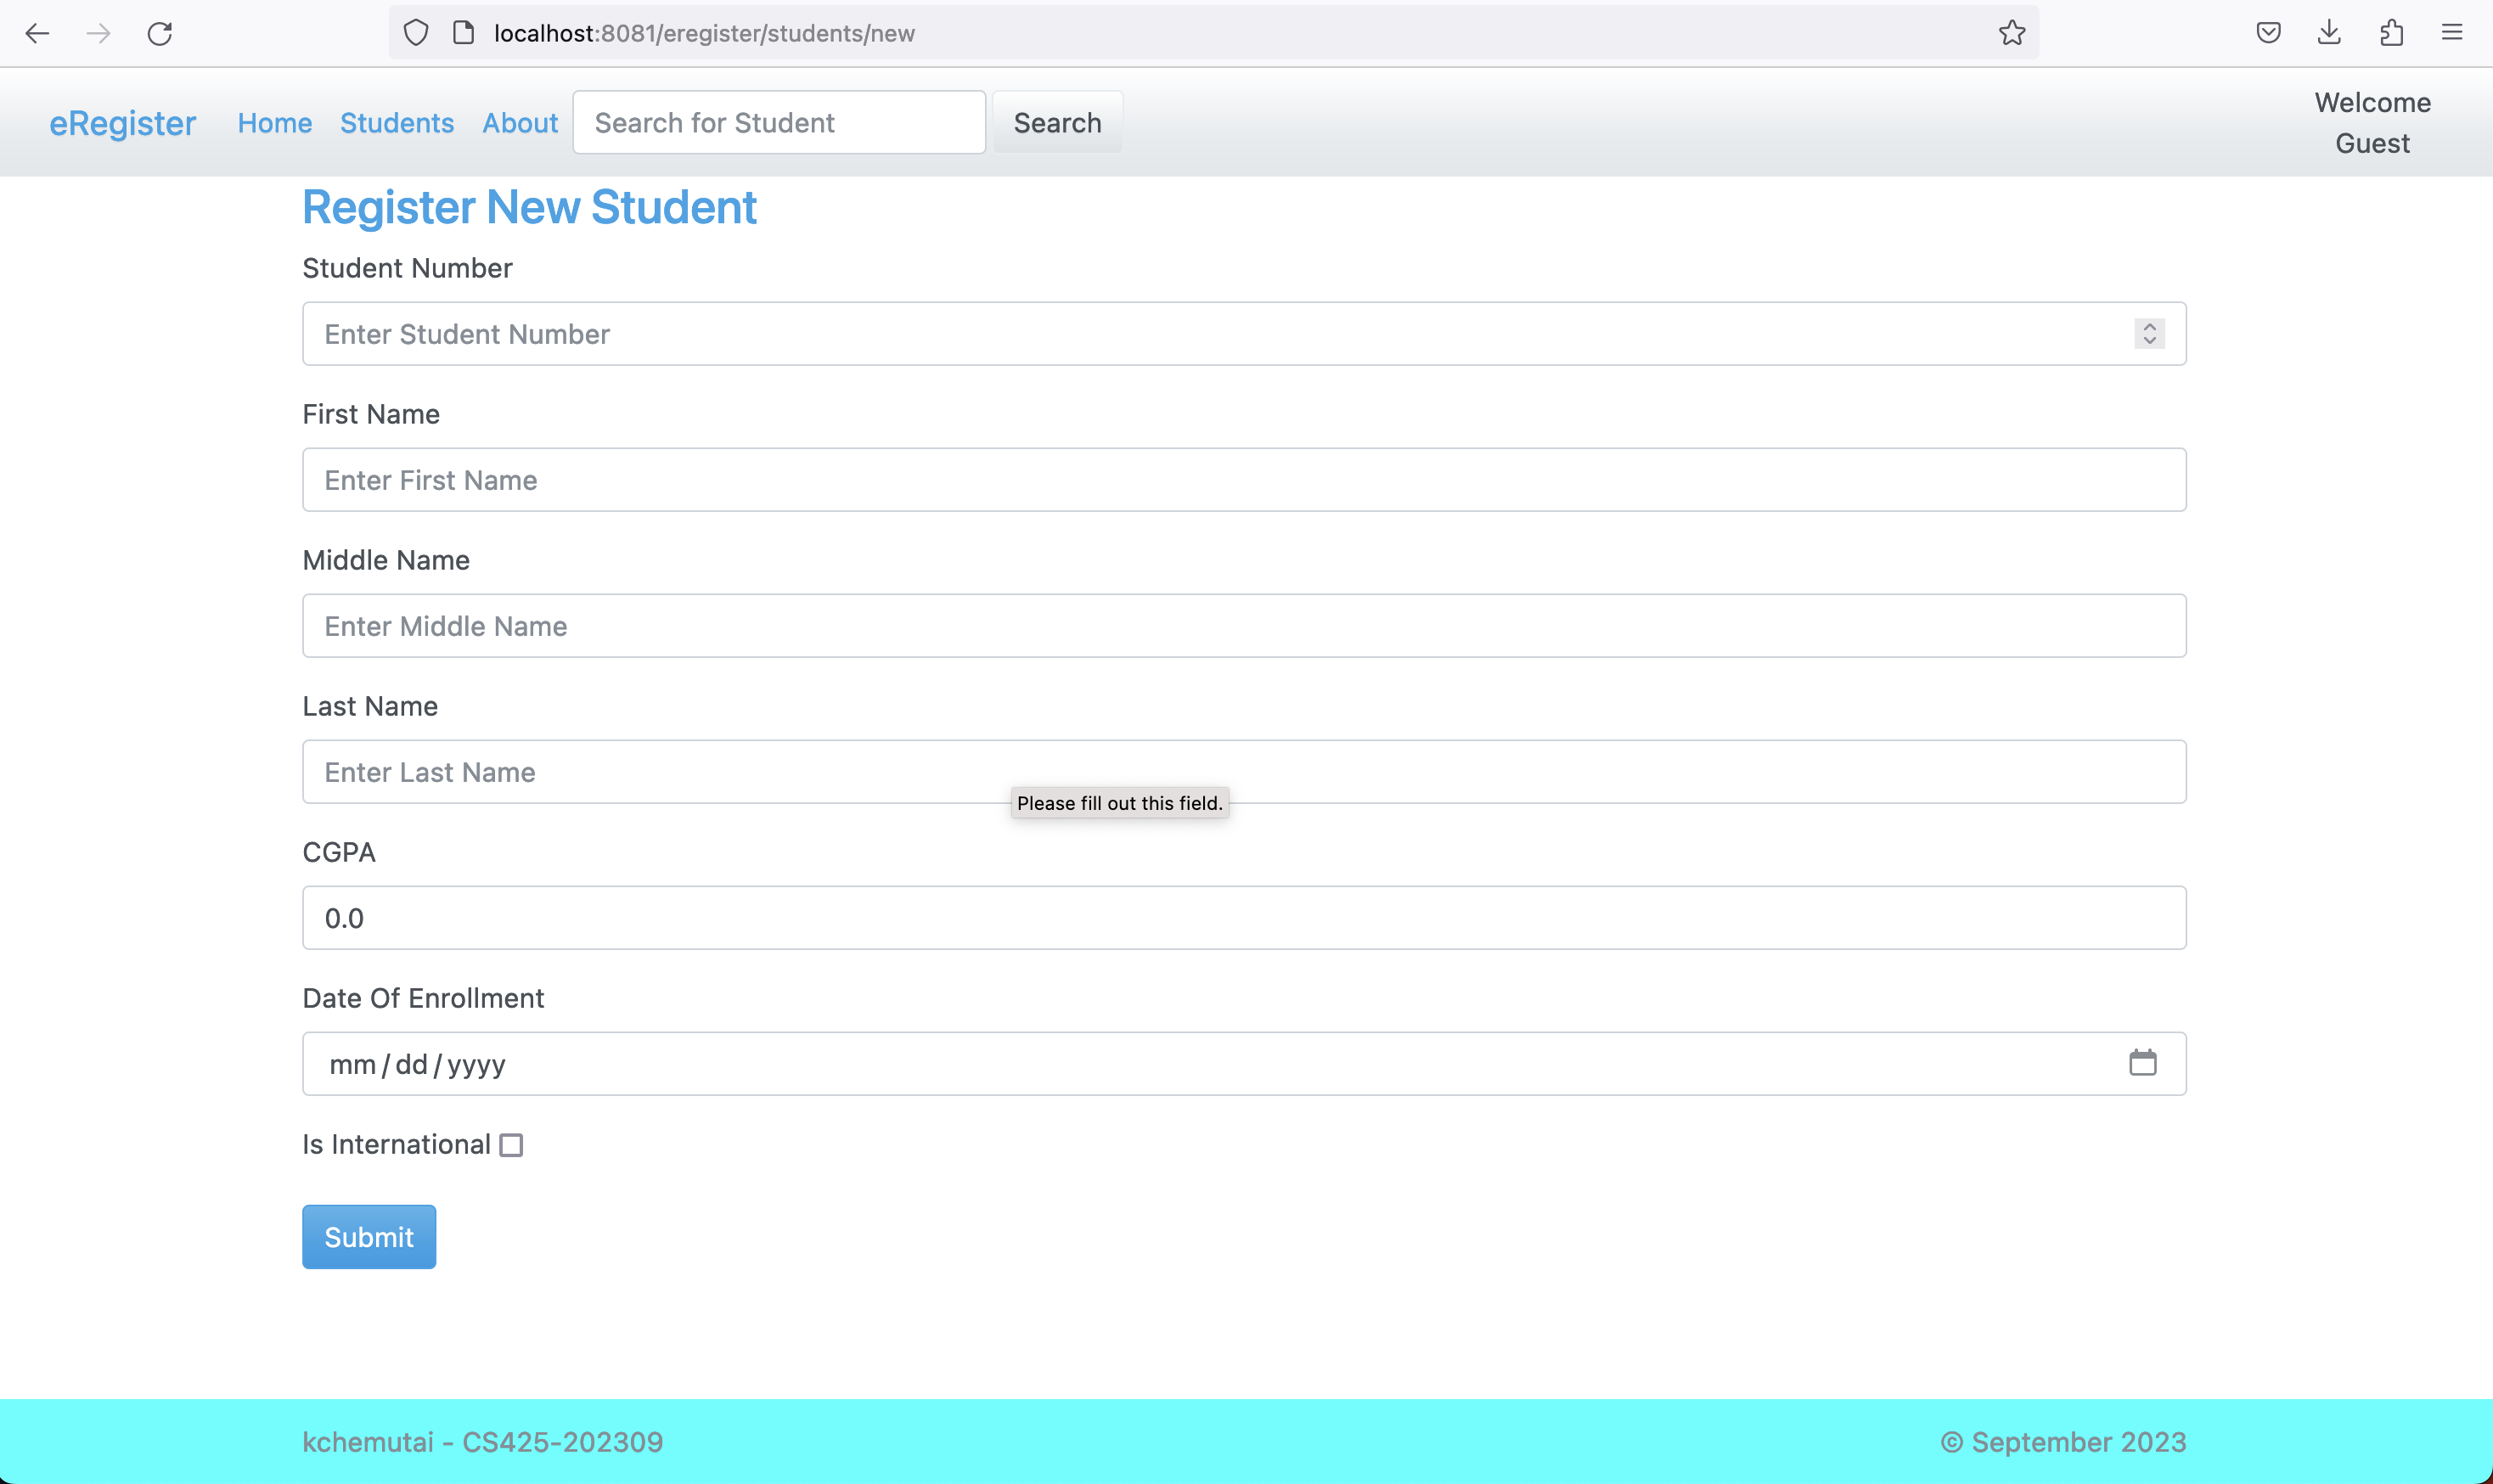 localhost:8081/eregister/students/new
eRegister Home Students About Search for Student Search
Welcome
Guest
Register New Student
Student Number
Enter Student Number
First Name
Enter First Name
Middle Name
Enter Middle Name
Last Name
Enter Last Name
Please fill out this field.
CGPA
0.0
Date Of Enrollment
mm/dd/yyyy
Is International
Submit
kchemutai - CS425-202309
© September 2023